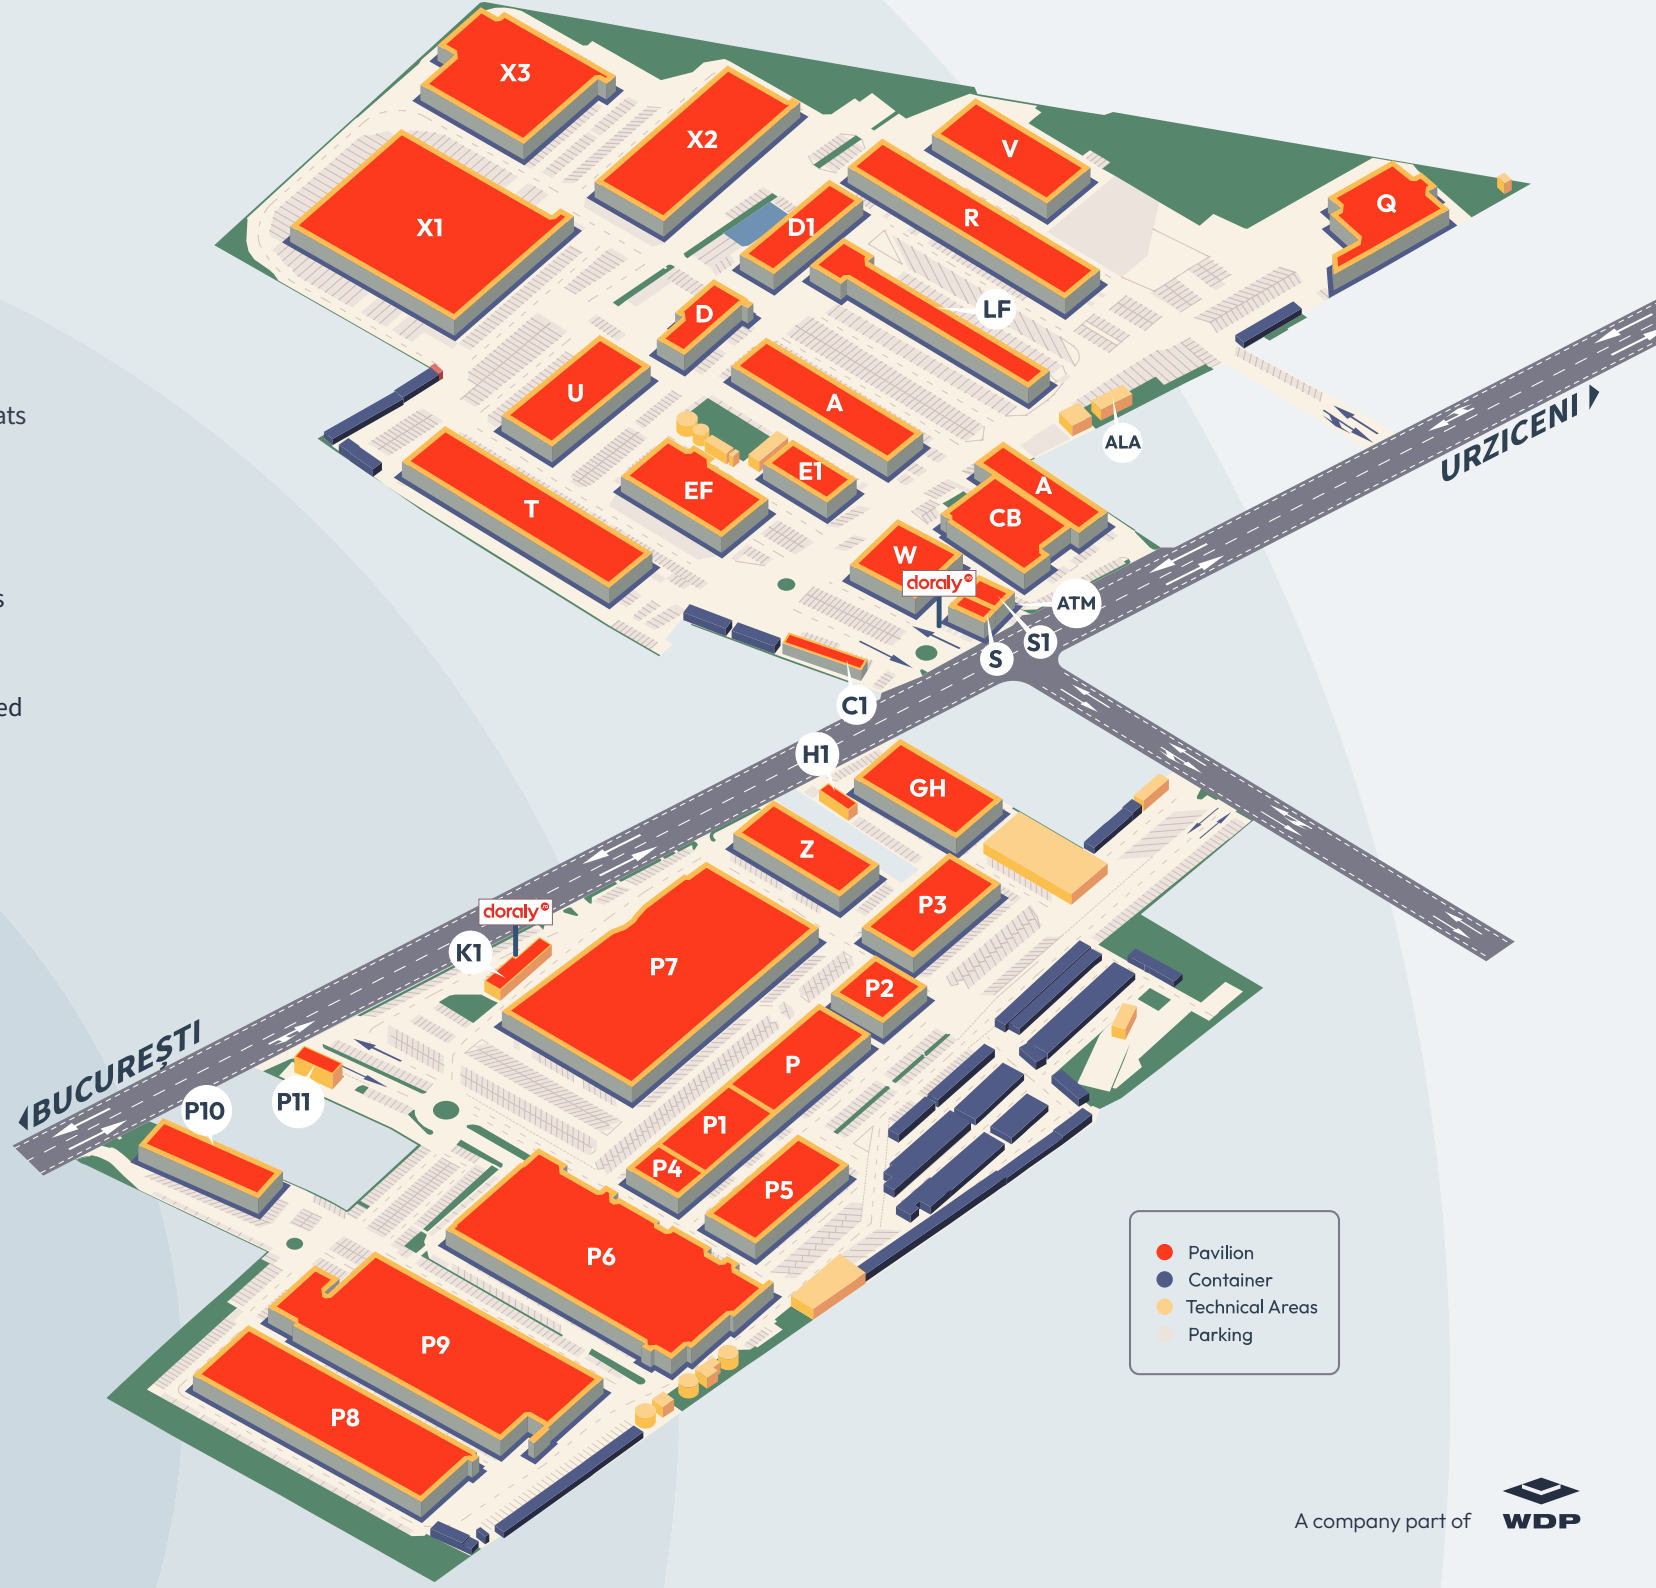 X3
X2
V
Q
X1
D1
R
D
LF
U
A
ALA
E1
EF
T
A
CB
W
doraly
ATM
S1
S
C1
URZICENI
H1
GH
Z
P3
doraly
K1
P7
P2
BUCUREȘTI
P
P10
P11
P1
P4
P5
P6
P9
P8
ats
s
ed
Pavilion
Container
Technical Areas
Parking
A company part of
WDP